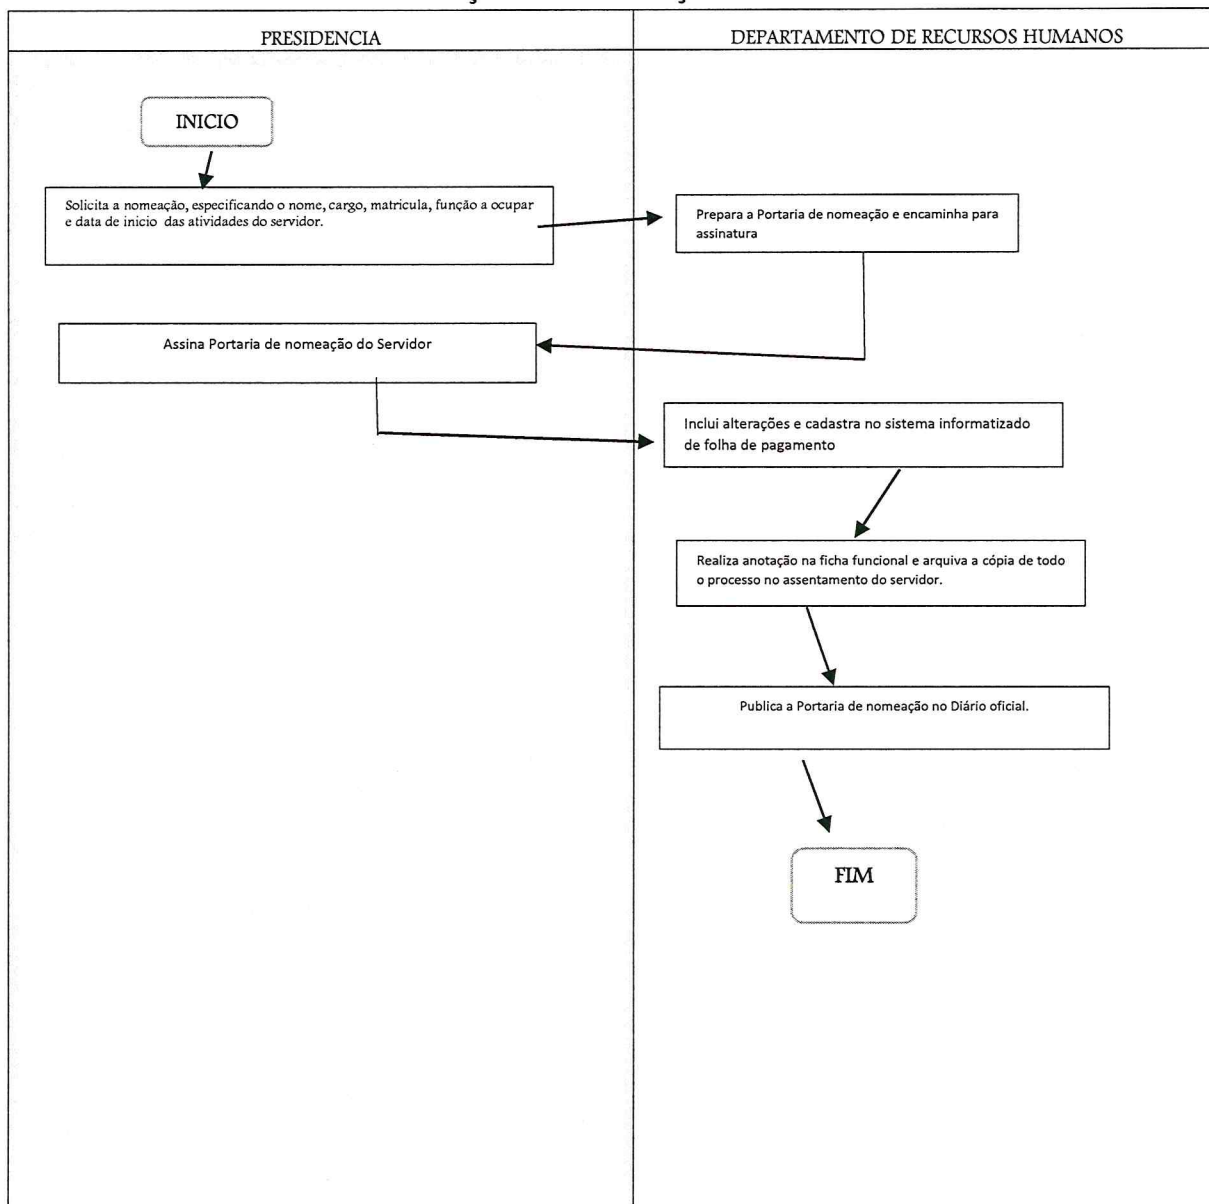 PRESIDENCIA
DEPARTAMENTO DE RECURSOS HUMANOS
INICIO
Solicita a nomeação, especificando o nome, cargo, matricula, função a ocupar
e data de inicio das atividades do servidor.
Prepara a Portaria de nomeação e encaminha para
assinatura
Assina Portaria de nomeação do Servidor
Inclui alterações e cadastra no sistema informatizado
de folha de pagamento
Realiza anotação na ficha funcional e arquiva a cópia de todo
o processo no assentamento do servidor.
Publica a Portaria de nomeação no Diário oficial.
FIM